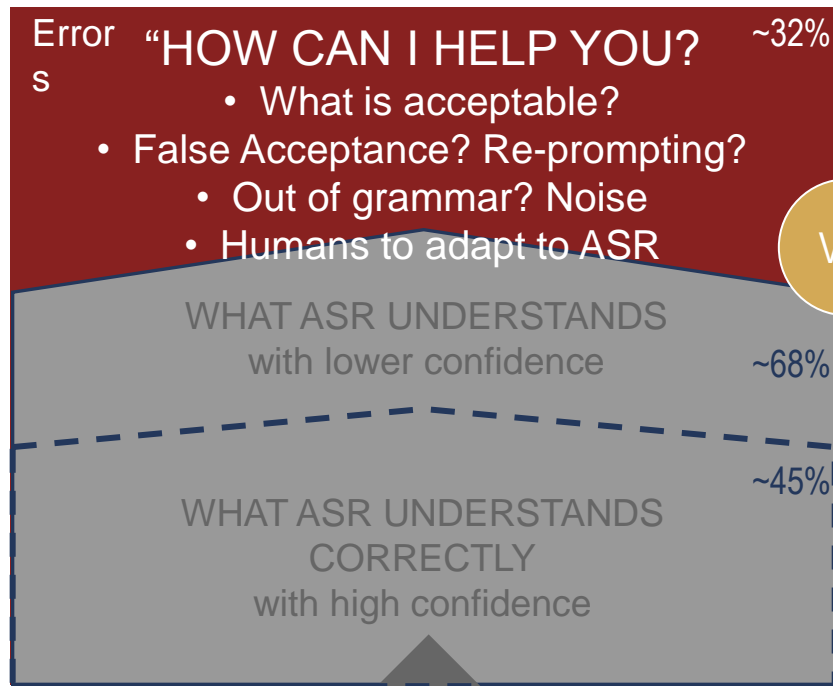 Error
s
“HOW CAN I HELP YOU?
~32%
• What is acceptable?
• False Acceptance? Re-prompting?
• Out of grammar? Noise
• Humans to adapt to ASR
V
WHAT ASR UNDERSTANDS
with lower confidence
~68%
~45%
WHAT ASR UNDERSTANDS
CORRECTLY
with high confidence